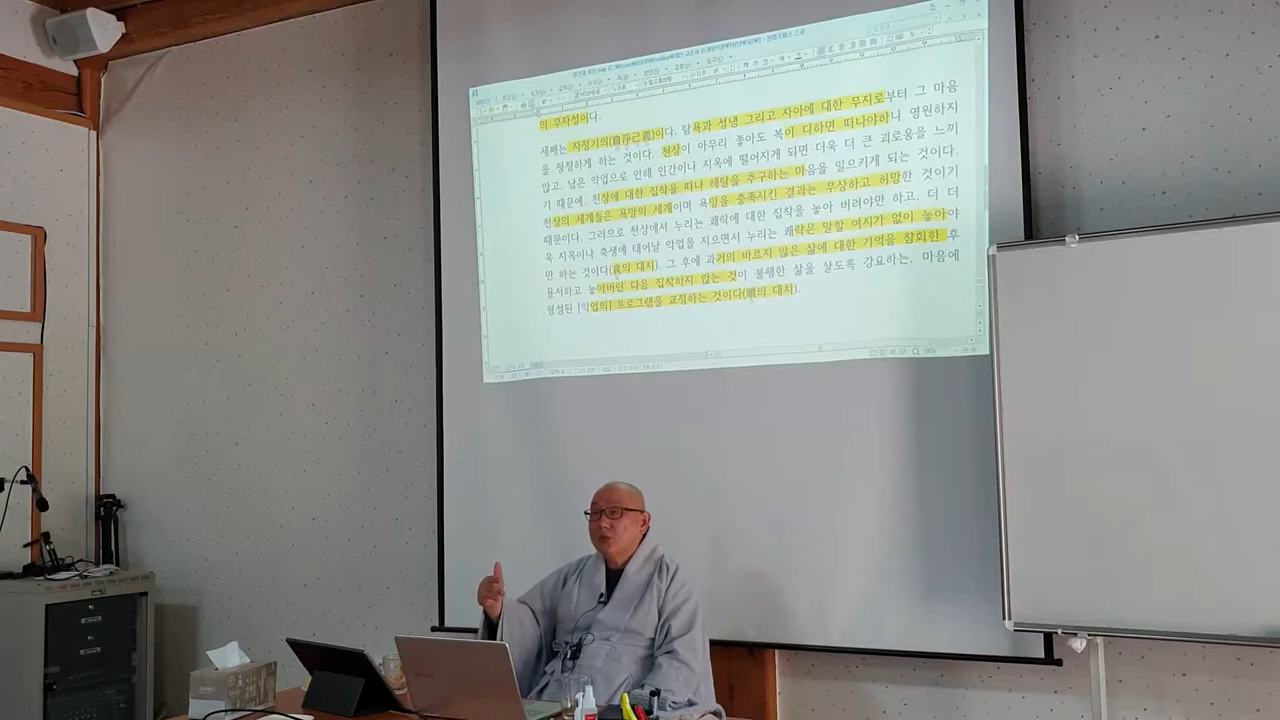 의 무자성이다.
새째는 자정기의(自淨己義)이다. 탐욕과 성냄 그리고 자아에 대한 무지로부터 그 마음
을 청정하게 하는 것이다. 천상이 아무리 좋아도 복이 다하면 떠나야하니 영원하지
않고, 남은 악업으로 인해 인간이나 지옥에 떨어지게 되면 더욱 더 큰 괴로움을 느끼
기 때문에, 천상에 대한 집착을 떠나 해탈을 추구하는 마음을 일으키게 되는 것이다.
천상의 세계들은 욕망의 세계이며 욕망을 충족시킨 결과는 무상하고 허망한 것이기
때문이다. 그러므로 천상에서 누리는 쾌락에 대한 집착을 놓아 버려야만 하고, 더 더
욱 지옥이나 축생에 태어날 악업을 지으면서 누리는 쾌락은 말할 여지가 없이 놓아야
만 하는 것이다(貪의 대치). 그 후에 과거의 바르지 않은 삶에 대한 기억을 참회한 후
용서하고 놓아버린 다음 집착하지 않는 것이 불행한 삶을 살도록 강요하는, 마음에
형성된 [악업의] 프로그램을 교정하는 것이다(瞋의 대치).